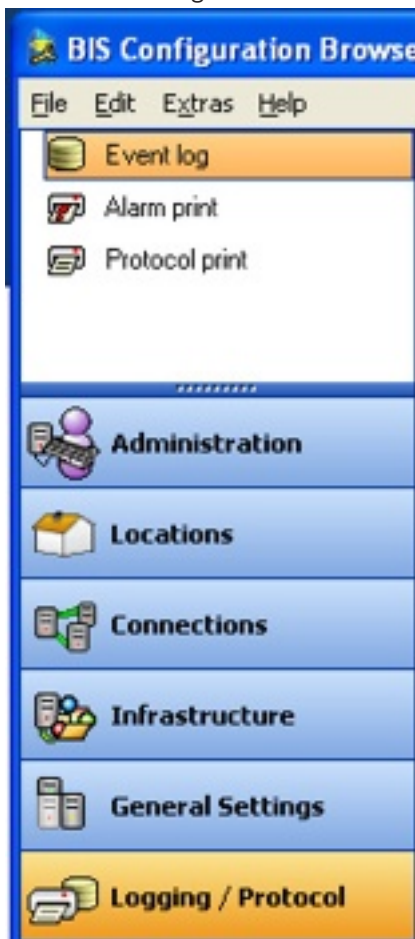 BIS Configuration Browse
File Edit Extras Help
Event log
Alarm print
Protocol print
Administration
Locations
Connections
Infrastructure
General Settings
Logging / Protocol